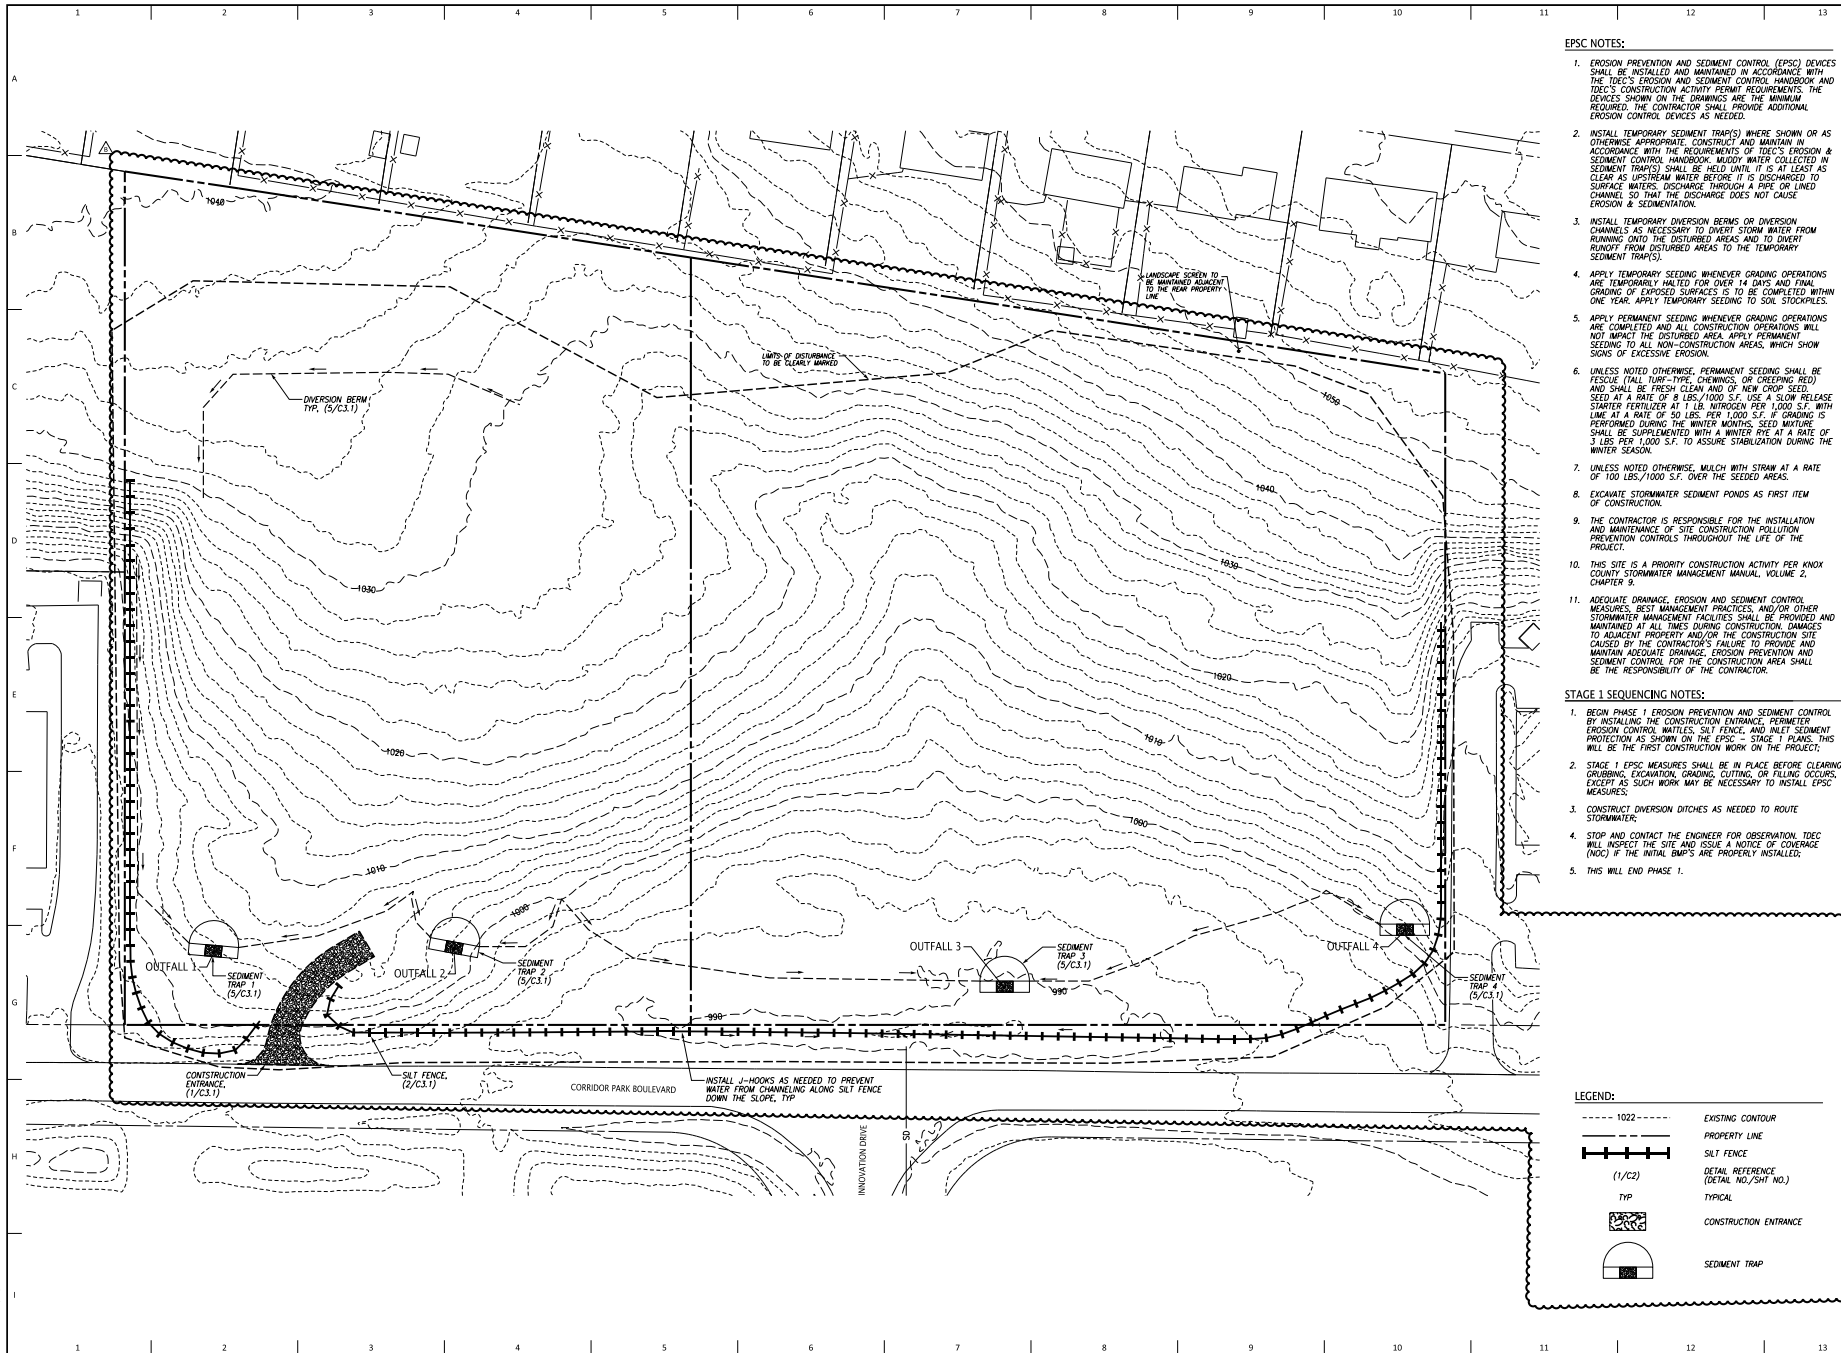 1 2 3 4 5 6 7 8 9 10 11 12 13
A
B
C
D
E
F
G
H
I
EPSC NOTES:
1. EROSION PREVENTION AND SEDIMENT CONTROL (EPSC) DEVICES
SHALL BE INSTALLED AND MAINTAINED IN ACCORDANCE WITH
THE TDEC'S EROSION AND SEDIMENT CONTROL HANDBOOK AND
TDEC'S CONSTRUCTION ACTIVITY PERMIT REQUIREMENTS. THE
DEVICES SHOWN ON THE DRAWINGS ARE THE MINIMUM
REQUIRED. THE CONTRACTOR SHALL PROVIDE ADDITIONAL
EROSION CONTROL DEVICES AS NEEDED.
2. INSTALL TEMPORARY SEDIMENT TRAP(S) WHERE SHOWN OR AS
OTHERWISE APPROPRIATE. CONSTRUCT AND MAINTAIN IN
ACCORDANCE WITH THE REQUIREMENTS OF TDEC'S EROSION &
SEDIMENT CONTROL HANDBOOK. MUDDY WATER COLLECTED IN
SEDIMENT TRAP(S) SHALL BE HELD UNTIL IT IS AT LEAST AS
CLEAR AS UPSTREAM WATER BEFORE IT IS DISCHARGED TO
SURFACE WATERS. DISCHARGE THROUGH A PIPE OR LINED
CHANNEL SO THAT THE DISCHARGE DOES NOT CAUSE
EROSION & SEDIMENTATION.
3. INSTALL TEMPORARY DIVERSION BERMS OR DIVERSION
CHANNELS AS NECESSARY TO DIVERT STORM WATER FROM
RUNNING ONTO THE DISTURBED AREAS AND TO DIVERT
RUNOFF FROM DISTURBED AREAS TO THE TEMPORARY
SEDIMENT TRAP(S).
4. APPLY TEMPORARY SEEDING WHENEVER GRADING OPERATIONS
ARE TEMPORARILY HALTED FOR OVER 14 DAYS AND FINAL
GRADING OF EXPOSED SURFACES IS TO BE COMPLETED WITHIN
ONE YEAR. APPLY TEMPORARY SEEDING TO SOIL STOCKPILES.
5. APPLY PERMANENT SEEDING WHENEVER GRADING OPERATIONS
ARE COMPLETED AND ALL CONSTRUCTION OPERATIONS WILL
NOT IMPACT THE DISTURBED AREA. APPLY PERMANENT
SEEDING TO ALL NON-CONSTRUCTION AREAS, WHICH SHOW
SIGNS OF EXCESSIVE EROSION.
6. UNLESS NOTED OTHERWISE, PERMANENT SEEDING SHALL BE
FESCUE (TALL TURF-TYPE, CHEWINGS, OR CREEPING RED)
AND SHALL BE FRESH CLEAN AND OF NEW CROP SEED.
SEED AT A RATE OF 8 LBS./1000 S.F. USE A SLOW RELEASE
STARTER FERTILIZER AT 1 LB. NITROGEN PER 1,000 S.F. WITH
LIME AT A RATE OF 50 LBS. PER 1,000 S.F. IF GRADING IS
PERFORMED DURING THE WINTER MONTHS, SEED MIXTURE
SHALL BE SUPPLEMENTED WITH A WINTER RYE AT A RATE OF
3 LBS PER 1,000 S.F. TO ASSURE STABILIZATION DURING THE
WINTER SEASON.
7. UNLESS NOTED OTHERWISE, MULCH WITH STRAW AT A RATE
OF 100 LBS./1000 S.F. OVER THE SEEDED AREAS.
8. EXCAVATE STORMWATER SEDIMENT PONDS AS FIRST ITEM
OF CONSTRUCTION.
9. THE CONTRACTOR IS RESPONSIBLE FOR THE INSTALLATION
AND MAINTENANCE OF SITE CONSTRUCTION POLLUTION
PREVENTION CONTROLS THROUGHOUT THE LIFE OF THE
PROJECT.
10. THIS SITE IS A PRIORITY CONSTRUCTION ACTIVITY PER KNOX
COUNTY STORMWATER MANAGEMENT MANUAL, VOLUME 2,
CHAPTER 9.
11. ADEQUATE DRAINAGE, EROSION AND SEDIMENT CONTROL
MEASURES, BEST MANAGEMENT PRACTICES, AND/OR OTHER
STORMWATER MANAGEMENT FACILITIES SHALL BE PROVIDED AND
MAINTAINED AT ALL TIMES DURING CONSTRUCTION. DAMAGES
TO ADJACENT PROPERTY AND/OR THE CONSTRUCTION SITE
CAUSED BY THE CONTRACTOR'S FAILURE TO PROVIDE AND
MAINTAIN ADEQUATE DRAINAGE, EROSION PREVENTION AND
SEDIMENT CONTROL FOR THE CONSTRUCTION AREA SHALL
BE THE RESPONSIBILITY OF THE CONTRACTOR.
STAGE 1 SEQUENCING NOTES:
1. BEGIN PHASE 1 EROSION PREVENTION AND SEDIMENT CONTROL
BY INSTALLING THE CONSTRUCTION ENTRANCE, PERIMETER
EROSION CONTROL WATTLES, SILT FENCE, AND INLET SEDIMENT
PROTECTION AS SHOWN ON THE EPSC - STAGE 1 PLANS. THIS
WILL BE THE FIRST CONSTRUCTION WORK ON THE PROJECT;
2. STAGE 1 EPSC MEASURES SHALL BE IN PLACE BEFORE CLEARING
GRUBBING, EXCAVATION, GRADING, CUTTING, OR FILLING OCCURS,
EXCEPT AS SUCH WORK MAY BE NECESSARY TO INSTALL EPSC
MEASURES;
3. CONSTRUCT DIVERSION DITCHES AS NEEDED TO ROUTE
STORMWATER;
4. STOP AND CONTACT THE ENGINEER FOR OBSERVATION. TDEC
WILL INSPECT THE SITE AND ISSUE A NOTICE OF COVERAGE
(NOC) IF THE INITIAL BMP'S ARE PROPERLY INSTALLED;
5. THIS WILL END PHASE 1.
LEGEND:
1022 EXISTING CONTOUR
PROPERTY LINE
SILT FENCE
(1/C2) DETAIL REFERENCE
(DETAIL NO./SHT NO.)
TYP TYPICAL
CONSTRUCTION ENTRANCE
SEDIMENT TRAP
B
1040
LANDSCAPE SCREEN TO
BE MAINTAINED ADJACENT
TO THE REAR PROPERTY
LINE
LIMITS OF DISTURBANCE
TO BE CLEARLY MARKED
DIVERSION BERM
TYP, (5/C3.1)
1050
1040
1030
1030
1020
1020
1010
1000
1010
1000
OUTFALL 1
SEDIMENT
TRAP 1
(5/C3.1)
OUTFALL 2
SEDIMENT
TRAP 2
(5/C3.1)
OUTFALL 3
SEDIMENT
TRAP 3
(5/C3.1)
OUTFALL 4
SEDIMENT
TRAP 4
(5/C3.1)
990
990
CONTSTRUCTION
ENTRANCE,
(1/C3.1)
SILT FENCE,
(2/C3.1)
CORRIDOR PARK BOULEVARD
INSTALL J-HOOKS AS NEEDED TO PREVENT
WATER FROM CHANNELING ALONG SILT FENCE
DOWN THE SLOPE, TYP
INNOVATION DRIVE
SD
1 2 3 4 5 6 7 8 9 10 11 12 13